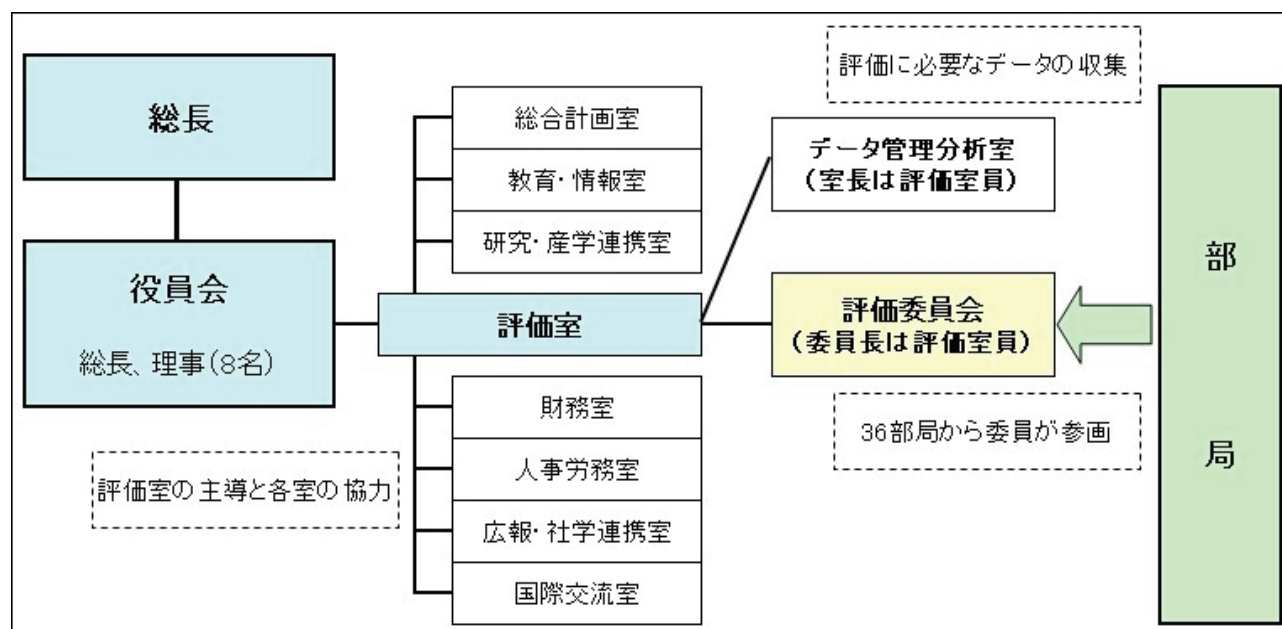 総長
役員会
総長、理事(8名)
評価室の主導と各室の協力
総合計画室
教育・情報室
研究・産学連携室
評価室
財務室
人事労務室
広報・社学連携室
国際交流室
評価に必要なデータの収集
データ管理分析室
(室長は評価室員)
評価委員会
(委員長は評価室員)
36部局から委員が参画
部
局